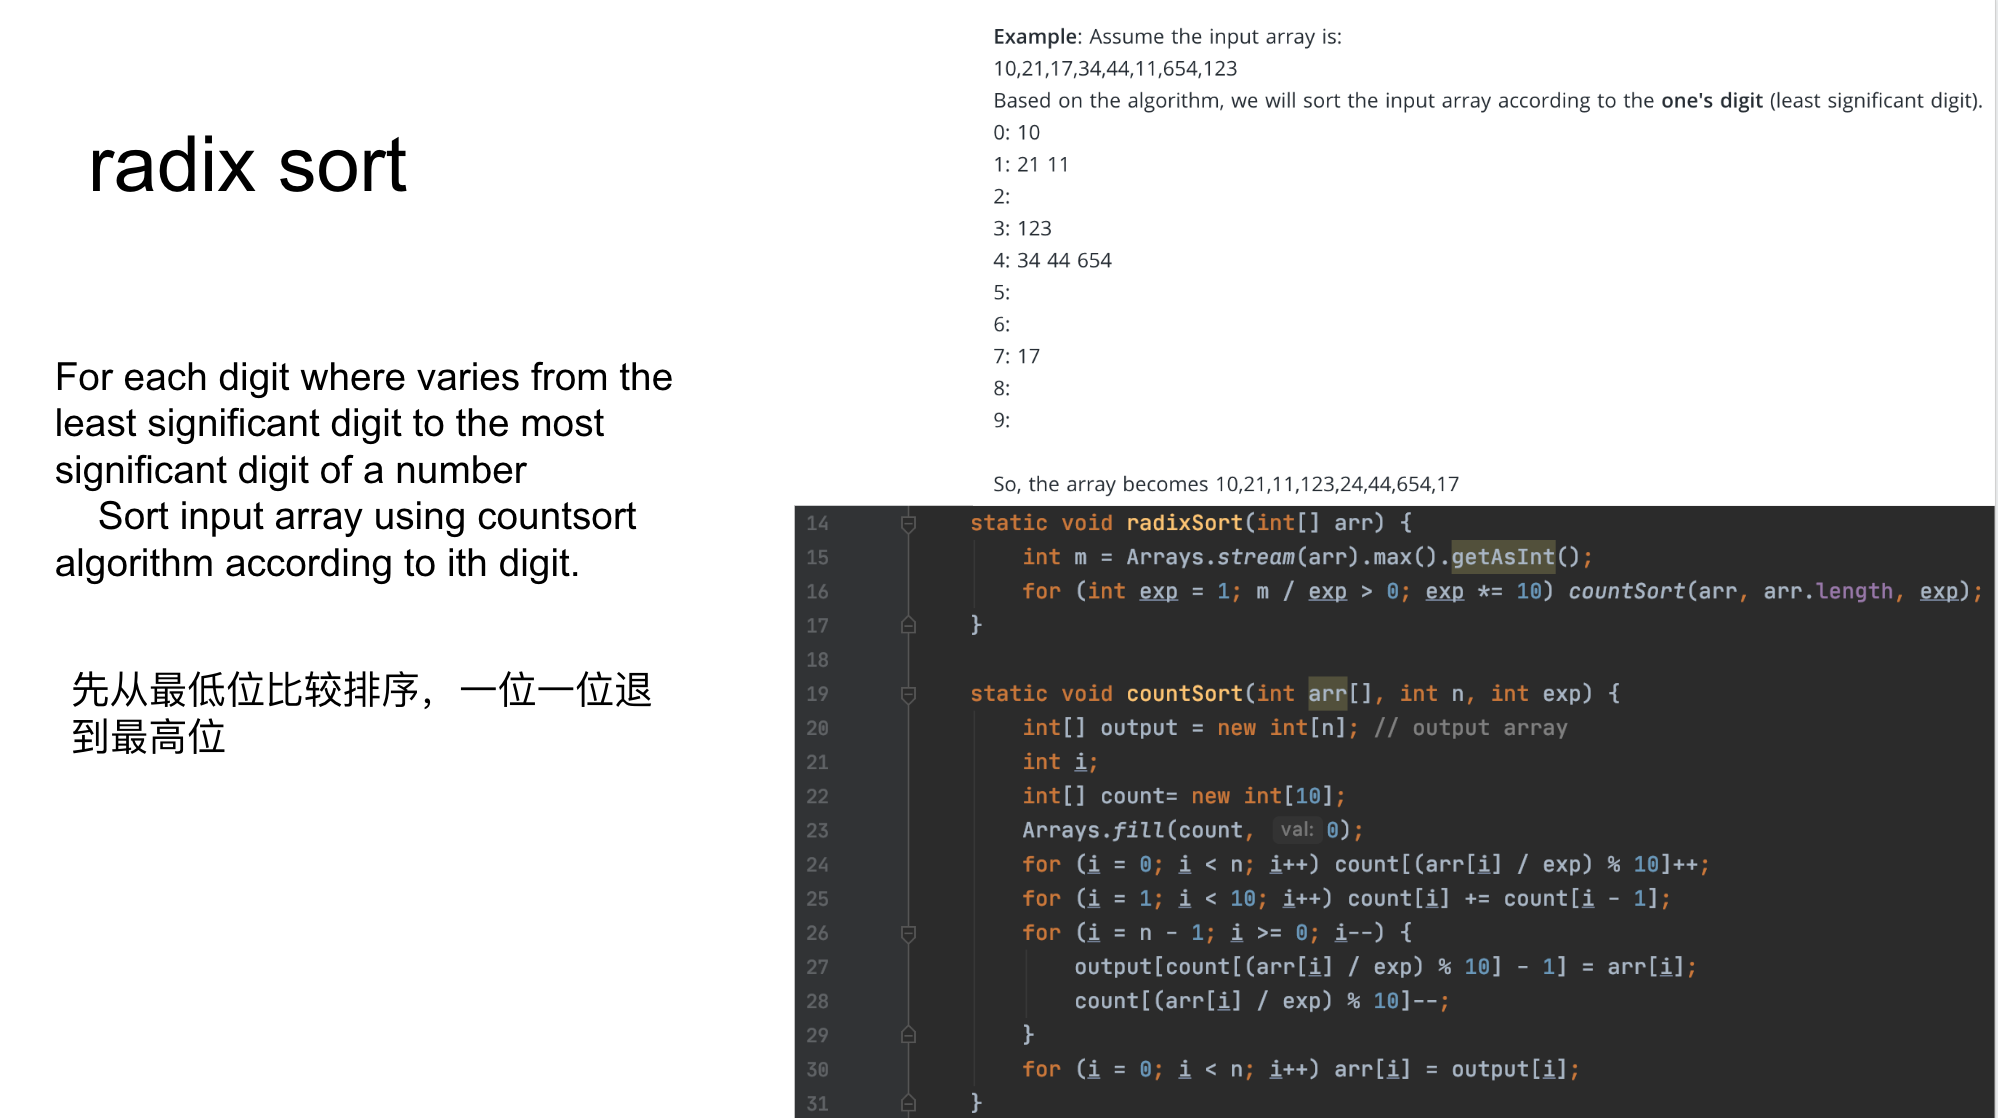 radix sort
For each digit where varies from the
least significant digit to the most
significant digit of a number
Sort input array using countsort
algorithm according to ith digit.
先从最低位比较排序，一位一位退
到最高位
Example: Assume the input array is:
10,21,17,34,44,11,654,123
Based on the algorithm, we will sort the input array according to the one's digit (least significant digit).
0: 10
1: 21 11
2:
3: 123
4: 34 44 654
5:
6:
7: 17
8:
9:
So, the array becomes 10,21,11,123,24,44,654,17
14 static void radixSort(int[] arr) {
15 int m = Arrays.stream(arr).max().getAsInt();
16 for (int exp = 1; m / exp > 0; exp *= 10) countSort(arr, arr.length, exp);
17 }
18
19 static void countSort(int arr[], int n, int exp) {
20 int[] output = new int[n]; // output array
21 int i;
22 int[] count= new int[10];
23 Arrays.fill(count, val: 0);
24 for (i = 0; i < n; i++) count[(arr[i] / exp) % 10]++;
25 for (i = 1; i < 10; i++) count[i] += count[i - 1];
26 for (i = n - 1; i >= 0; i--) {
27 output[count[(arr[i] / exp) % 10] - 1] = arr[i];
28 count[(arr[i] / exp) % 10]--;
29 }
30 for (i = 0; i < n; i++) arr[i] = output[i];
31 }